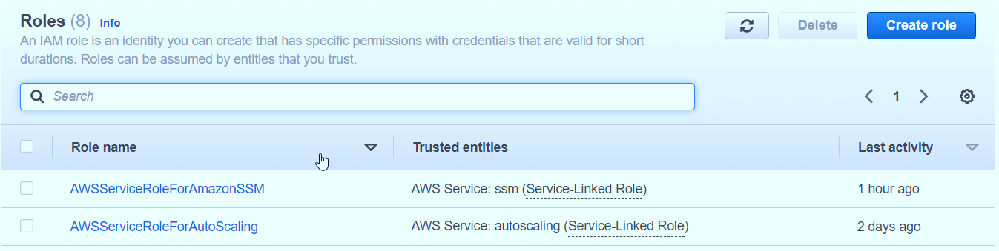 Roles (8) Info
Delete
Create role
An IAM role is an identity you can create that has specific permissions with credentials that are valid for short
durations. Roles can be assumed by entities that you trust.
Search
1
Role name Trusted entities Last activity
AWSServiceRoleForAmazonSSM AWS Service: ssm (Service-Linked Role) 1 hour ago
AWSServiceRoleForAutoScaling AWS Service: autoscaling (Service-Linked Role) 2 days ago